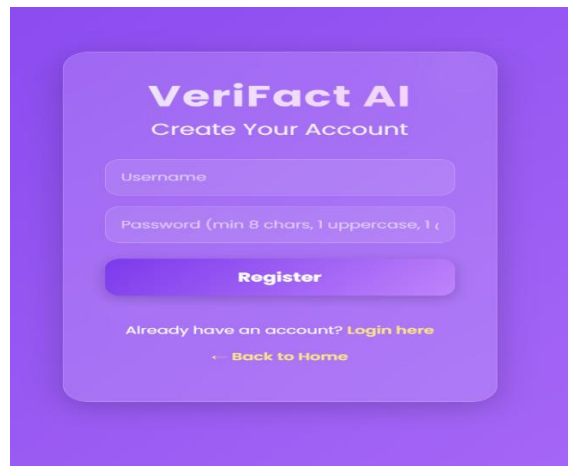 VeriFact AI
Create Your Account
Username
Password (min 8 chars, 1 uppercase, 1
Register
Already have an account? Login here
← Back to Home